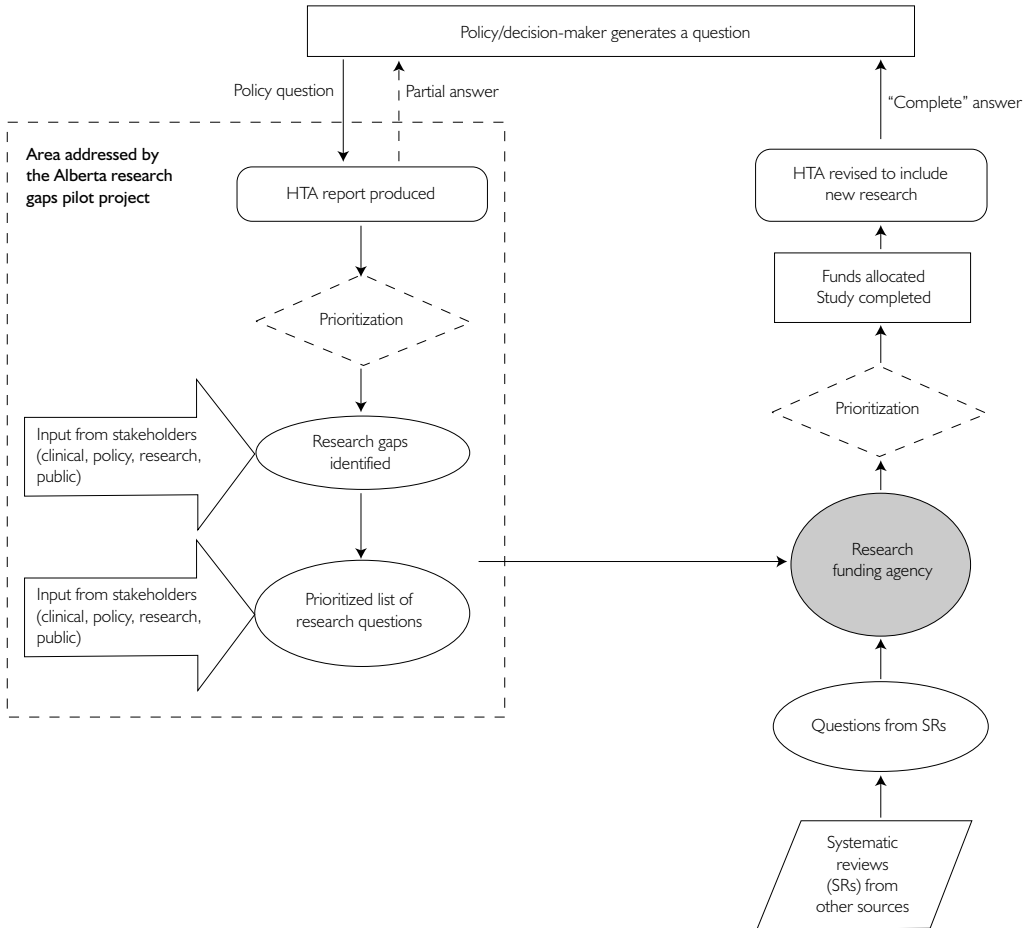 Policy/decision-maker generates a question
Policy question
Partial answer
“Complete” answer
Area addressed by
the Alberta research
gaps pilot project
HTA report produced
HTA revised to include
new research
Funds allocated
Study completed
Prioritization
Prioritization
Input from stakeholders
(clinical, policy, research,
public)
Research gaps
identified
Research
funding agency
Input from stakeholders
(clinical, policy, research,
public)
Prioritized list of
research questions
Questions from SRs
Systematic
reviews
(SRs) from
other sources